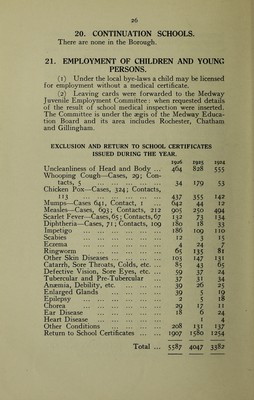 26
20. CONTINUATION SCHOOLS.
There are none in the Borough.
21. EMPLOYMENT OF CHILDREN AND YOUNG
PERSONS.
(1) Under the local bye-laws a child may be licensed
for employment without a medical certificate.
(2) Leaving cards were forwarded to the Medway
Juvenile Employment Committee: when requested details
of the result of school medical inspection were inserted.
The Committee is under the ægis of the Medway Educa-
tion Board and its area includes Rochester, Chatham
and Gillingham.
EXCLUSION AND RETURN TO SCHOOL CERTIFICATES
ISSUED DURING THE YEAR.
1926 1925 1924
Uncleanliness of Head and Body ... 464 828 555
Whooping Cough—Cases, 29; Con-
tacts, 5 ... 34 179 53
Chicken Pox—Cases, 324; Contacts,
113 ... 437 355 142
Mumps—Cases 641, Contact, 1 ... 642 44 12
Measles—Cases, 693; Contacts, 212 905 250 494
Scarlet Fever—Cases, 65; Contacts, 67 132 73 134
Diphtheria—Cases, 71; Contacts, 109 180 86 33
Impetigo ... 186 109 110
Scabies ... 12 3 15
Eczema ... 4 24 7
Ringworm ... 65 135 81
Other Skin Diseases ... 103 147 131
Catarrh, Sore Throats, Colds, etc. ... 85 43 65
Defective Vision, Sore Eyes, etc. ... 59 37 24
Tubercular and Pre-Tubercular ... 37 31 34
Anæmia, Debility, etc. ... 39 26 25
Enlarged Glands ... 39 5 19
Epilepsy ... 2 5 18
Chorea ... 29 17 11
Ear Disease ... 18 6 24
Heart Disease ... 1 4
Other Conditions ... 208 131 137
Return to School Certificates ... 1907 1580 1254
Total ... 5587 4047 3382